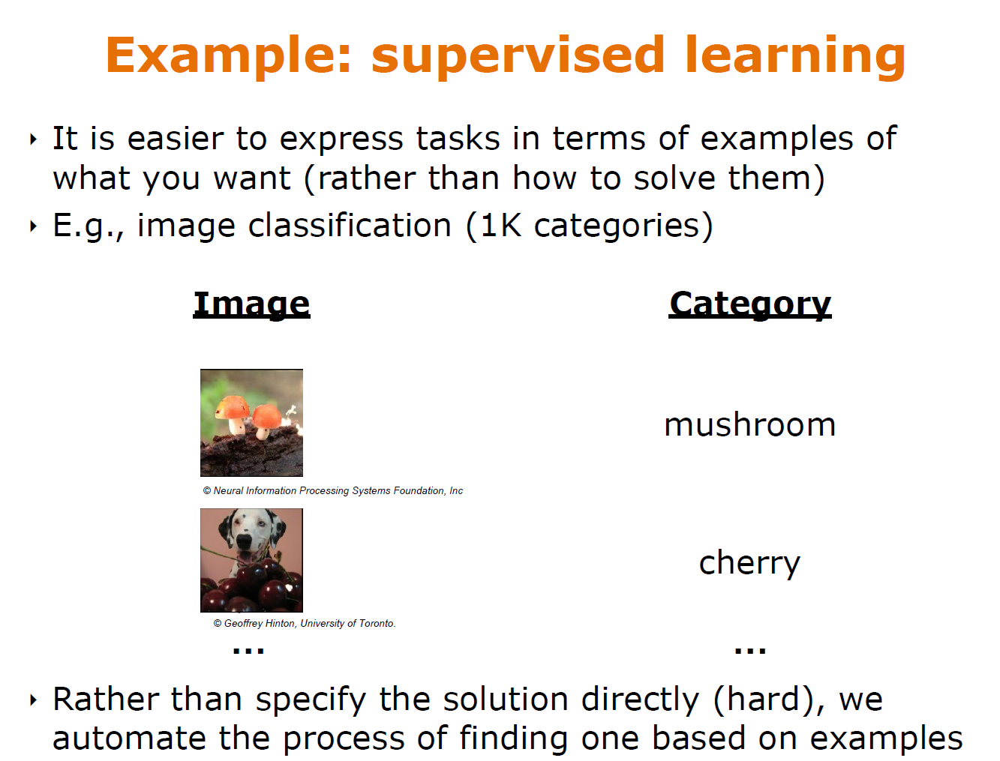 Example: supervised learning
‣ It is easier to express tasks in terms of examples of
what you want (rather than how to solve them)
‣ E.g., image classification (1K categories)
Image Category
mushroom
© Neural Information Processing Systems Foundation, Inc
cherry
© Geoffrey Hinton, University of Toronto.
... ...
‣ Rather than specify the solution directly (hard), we
automate the process of finding one based on examples